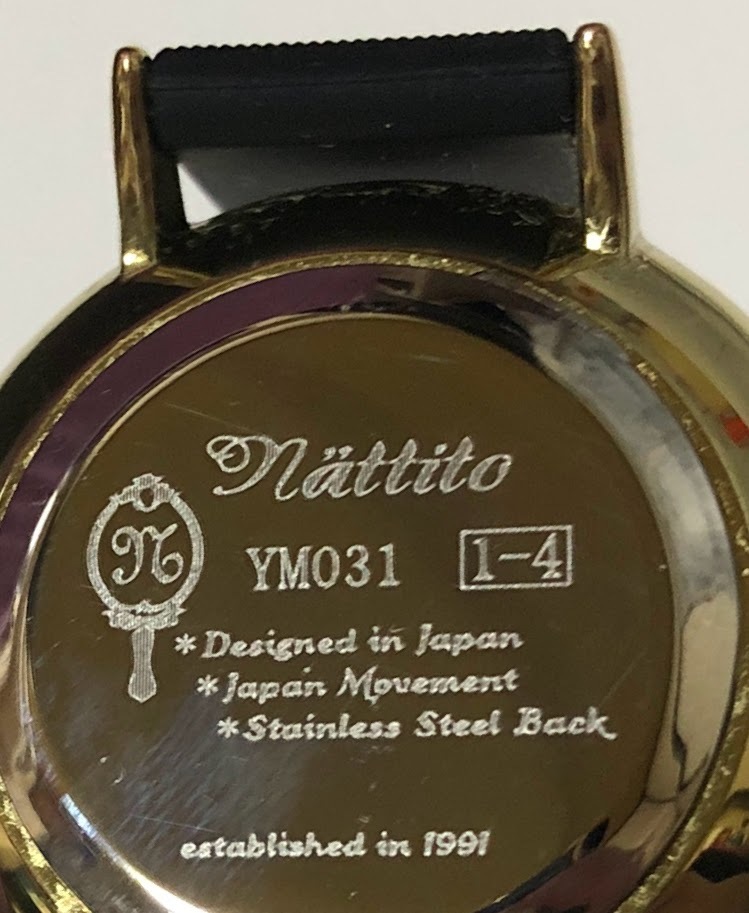 Nättito
N
YM031 1-4
*Designed in Japan
*Japan Movement
*Stainless Steel Back
established in 1991